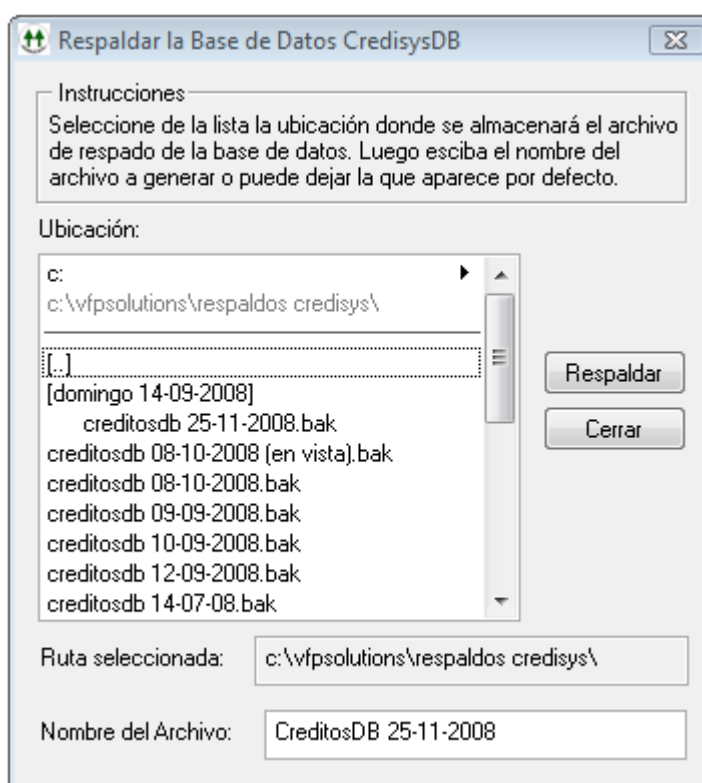 Respaldar la Base de Datos CredisysDB
Instrucciones
Seleccione de la lista la ubicación donde se almacenará el archivo
de respado de la base de datos. Luego esciba el nombre del
archivo a generar o puede dejar la que aparece por defecto.
Ubicación:
c:
c:\vfpsolutions\respaldos credisys\
[..]
[domingo 14-09-2008]
creditosdb 25-11-2008.bak
creditosdb 08-10-2008 (en vista).bak
creditosdb 08-10-2008.bak
creditosdb 09-09-2008.bak
creditosdb 10-09-2008.bak
creditosdb 12-09-2008.bak
creditosdb 14-07-08.bak
Respaldar
Cerrar
Ruta seleccionada: c:\vfpsolutions\respaldos credisys\
Nombre del Archivo: CreditosDB 25-11-2008